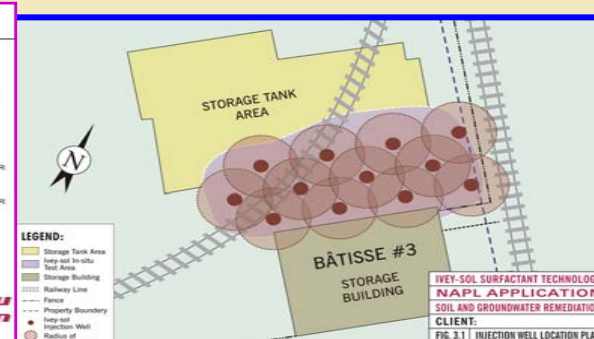 STORAGE TANK
AREA
N
BÂTISSE #3
STORAGE
BUILDING
LEGEND:
Storage Tank Area
Ivey-sol In-situ
Test Area
Storage Building
Railway Line
Fence
Property Boundary
Ivey-sol
Injection Well
Radius of
IVEY-SOL SURFACTANT TECHNOLOG
NAPL APPLICATION
SOIL AND GROUNDWATER REMEDIATIO
CLIENT:
FIG. 3.1 INJECTION WELL LOCATION PLA